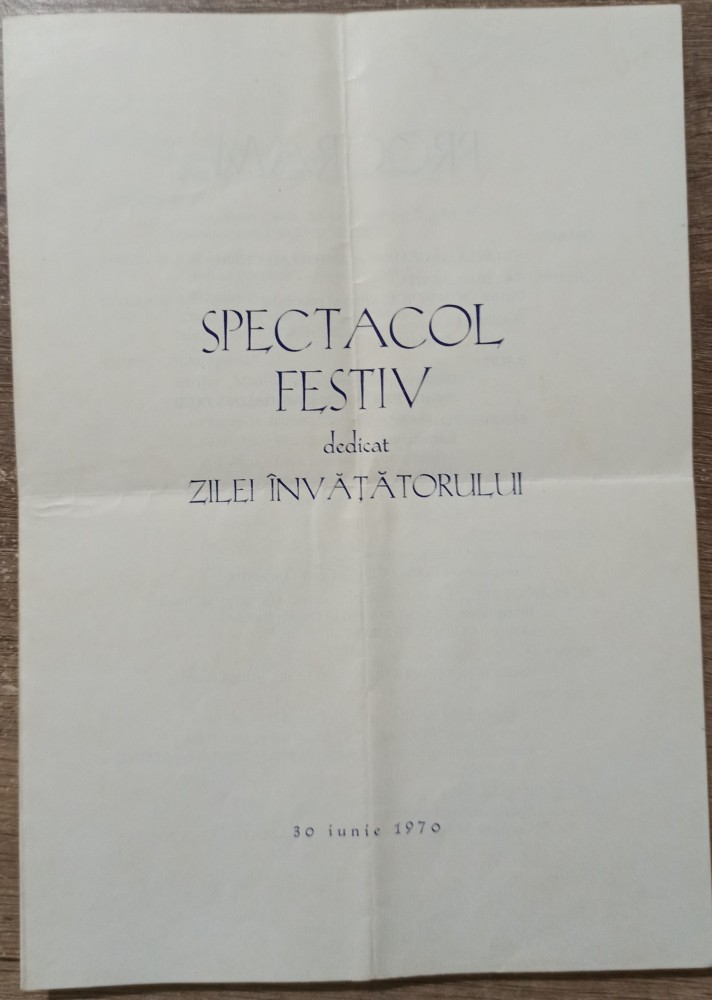 SPECTACOL
FESTIV
dedicat
ZILEI ÎNVĂȚĂTORULUI
30 iunie 1970